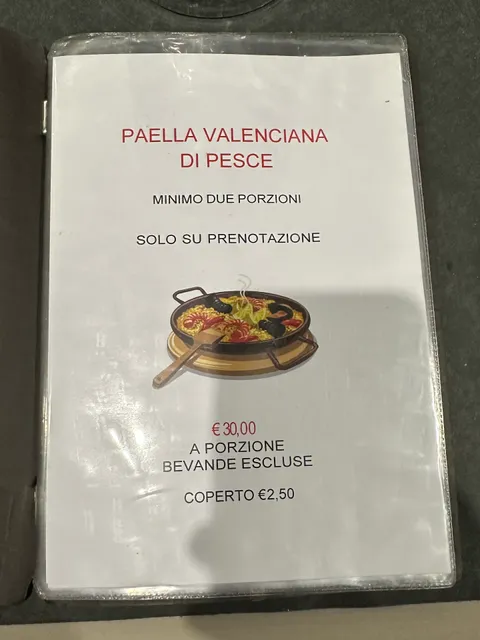 PAELLA VALENCIANA
DI PESCE
MINIMO DUE PORZIONI
SOLO SU PRENOTAZIONE
€ 30,00
A PORZIONE
BEVANDE ESCLUSE
COPERTO €2,50